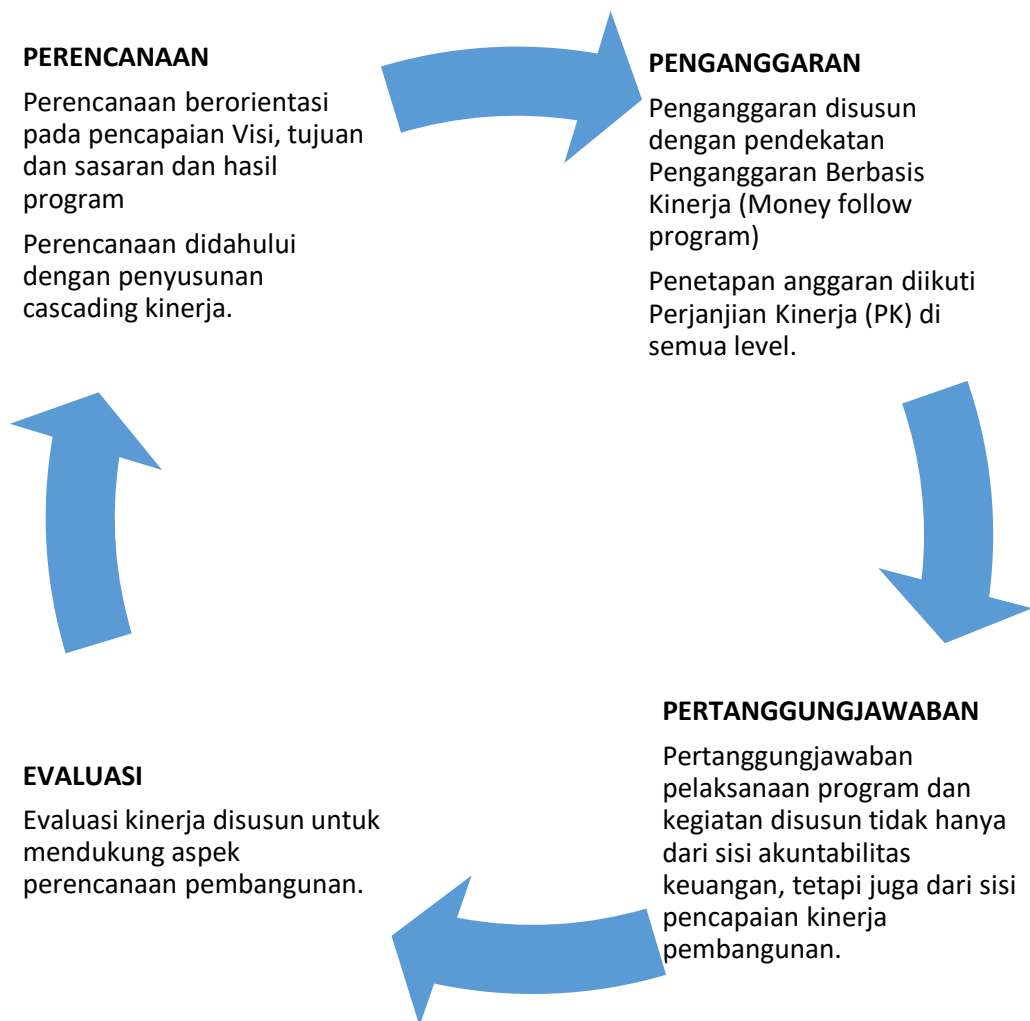 PERENCANAAN
Perencanaan berorientasi
pada pencapaian Visi, tujuan
dan sasaran dan hasil
program
Perencanaan didahului
dengan penyusunan
cascading kinerja.
PENGANGGARAN
Penganggaran disusun
dengan pendekatan
Penganggaran Berbasis
Kinerja (Money follow
program)
Penetapan anggaran diikuti
Perjanjian Kinerja (PK) di
semua level.
PERTANGGUNGJAWABAN
Pertanggungjawaban
pelaksanaan program dan
kegiatan disusun tidak hanya
dari sisi akuntabilitas
keuangan, tetapi juga dari sisi
pencapaian kinerja
pembangunan.
EVALUASI
Evaluasi kinerja disusun untuk
mendukung aspek
perencanaan pembangunan.